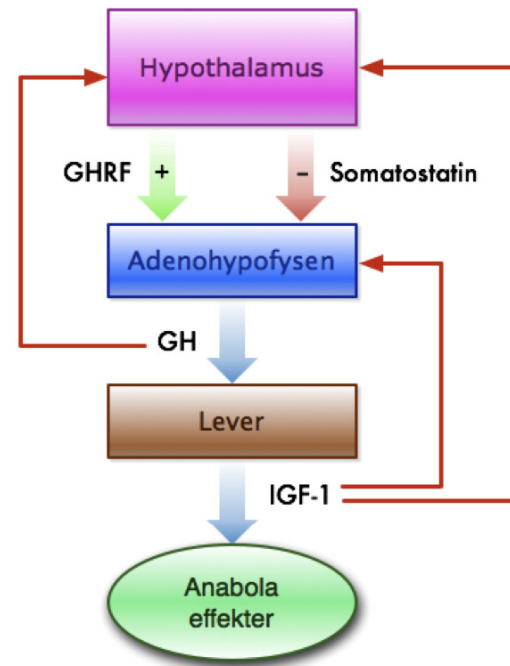 Hypothalamus
GHRF + – Somatostatin
Adenohypofysen
GH
Lever
IGF-1
Anabola
effekter